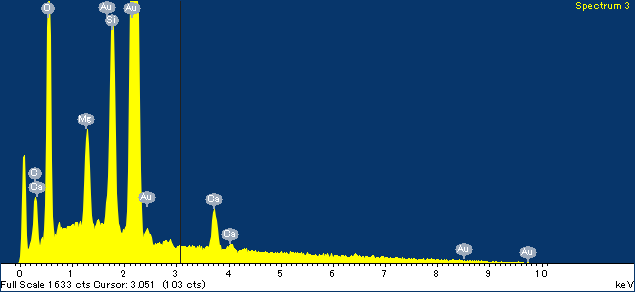 Spectrum 3
O Au Au
Si
Mg
C
Ca
Au
Ca
Ca
Au
Au
0 1 2 3 4 5 6 7 8 9 10
Full Scale 1633 cts Cursor: 3.051 (103 cts) keV